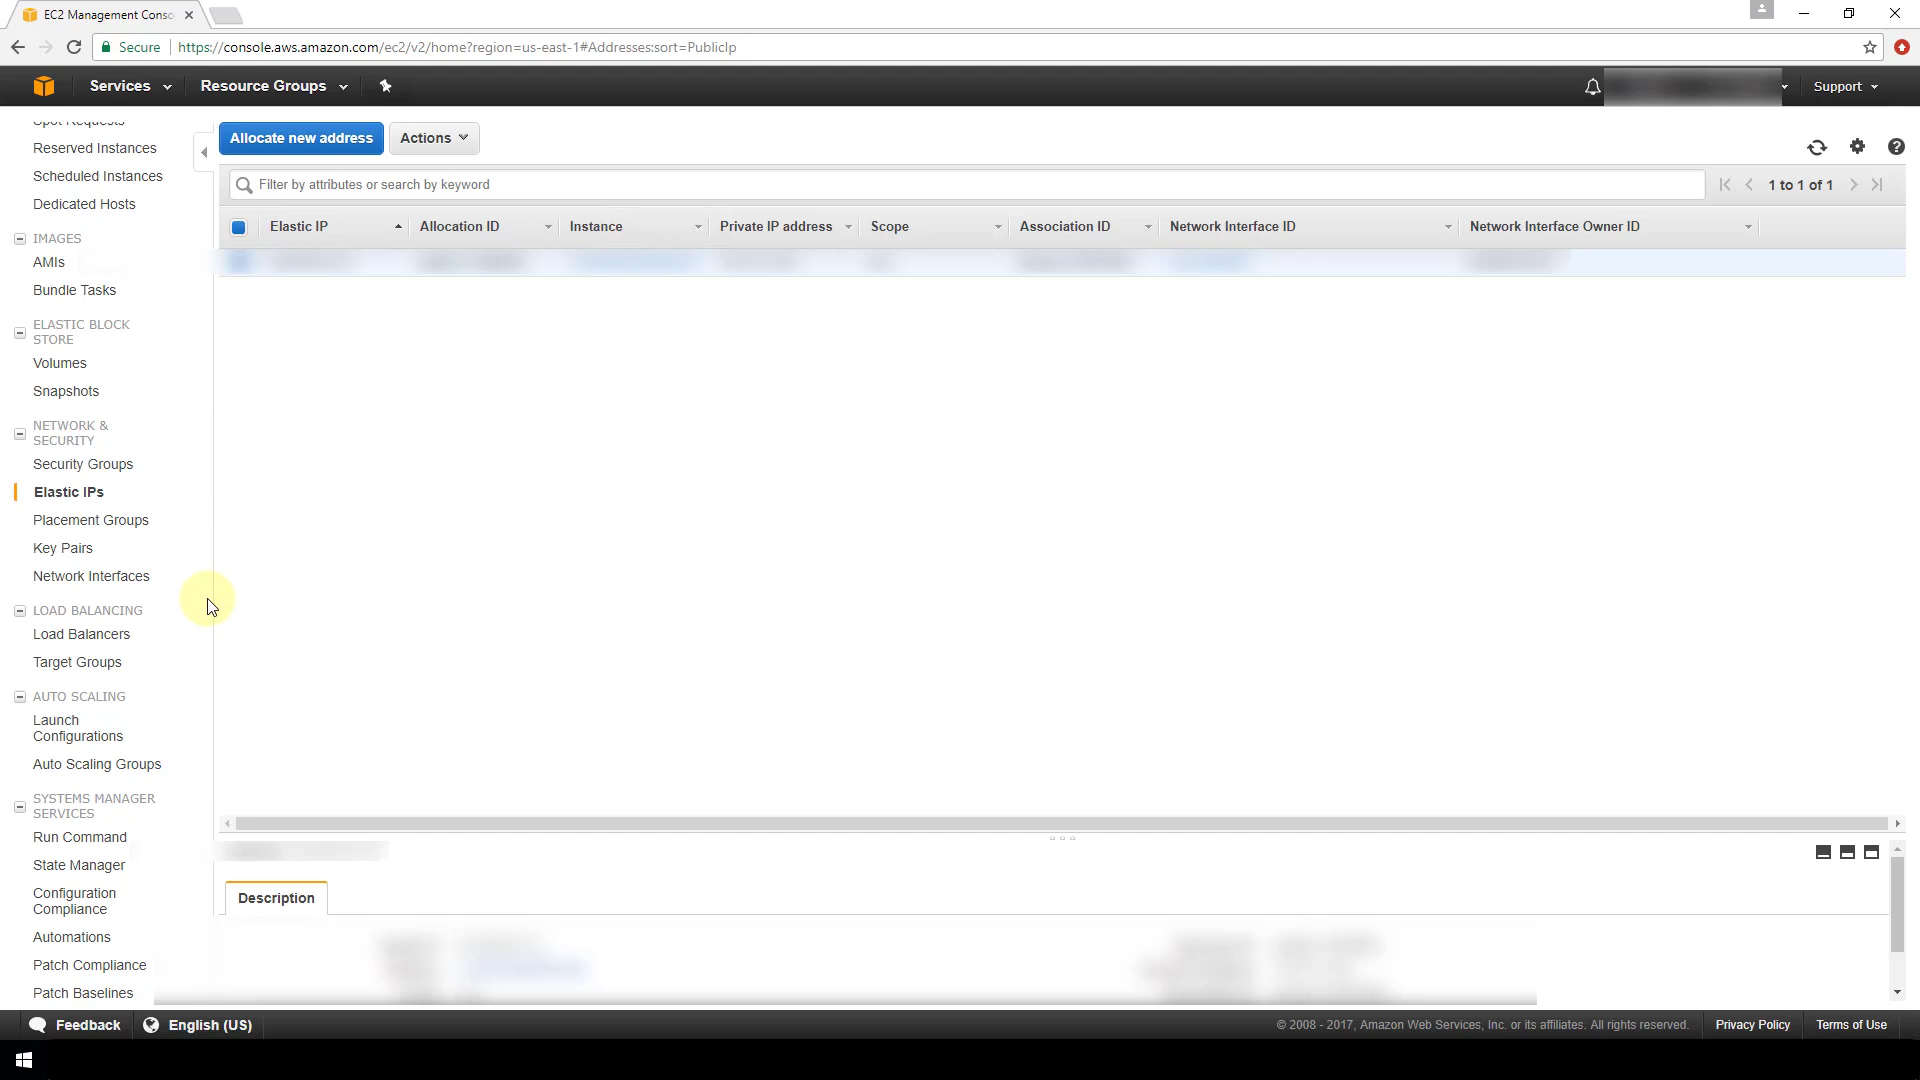 EC2 Management Conso
Secure
https://console.aws.amazon.com/ec2/v2/home?region=us-east-1#Addresses:sort=PublicIp
Services
Resource Groups
Support
Spot Requests
Reserved Instances
Scheduled Instances
Dedicated Hosts
IMAGES
AMIs
Bundle Tasks
ELASTIC BLOCK
STORE
Volumes
Snapshots
NETWORK &
SECURITY
Security Groups
Elastic IPs
Placement Groups
Key Pairs
Network Interfaces
LOAD BALANCING
Load Balancers
Target Groups
AUTO SCALING
Launch
Configurations
Auto Scaling Groups
SYSTEMS MANAGER
SERVICES
Run Command
State Manager
Configuration
Compliance
Automations
Patch Compliance
Patch Baselines
Allocate new address
Actions
Filter by attributes or search by keyword
1 to 1 of 1
Elastic IP
Allocation ID
Instance
Private IP address
Scope
Association ID
Network Interface ID
Network Interface Owner ID
Description
Feedback
English (US)
© 2008 - 2017, Amazon Web Services, Inc. or its affiliates. All rights reserved.
Privacy Policy
Terms of Use